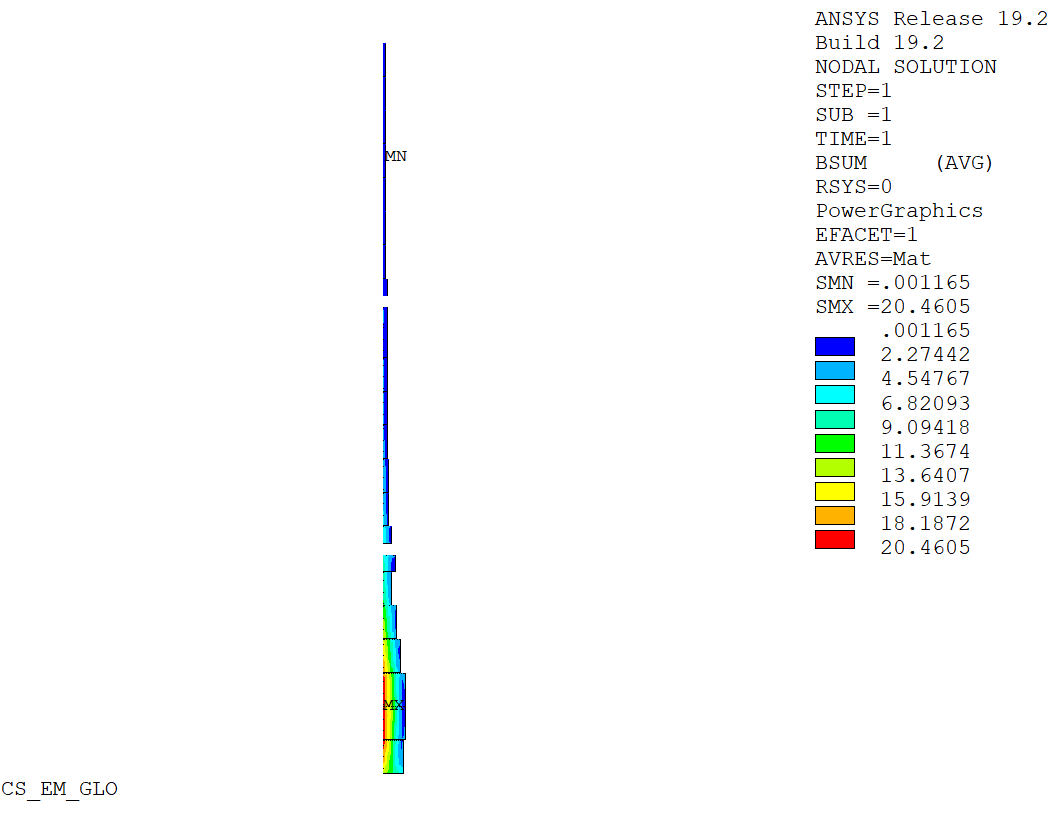 ANSYS Release 19.2
Build 19.2
NODAL SOLUTION
STEP=1
SUB =1
TIME=1
BSUM     (AVG)
RSYS=0
PowerGraphics
EFACET=1
AVRES=Mat
SMN =.001165
SMX =20.4605
.001165
2.27442
4.54767
6.82093
9.09418
11.3674
13.6407
15.9139
18.1872
20.4605
MN
MX
CS_EM_GLO